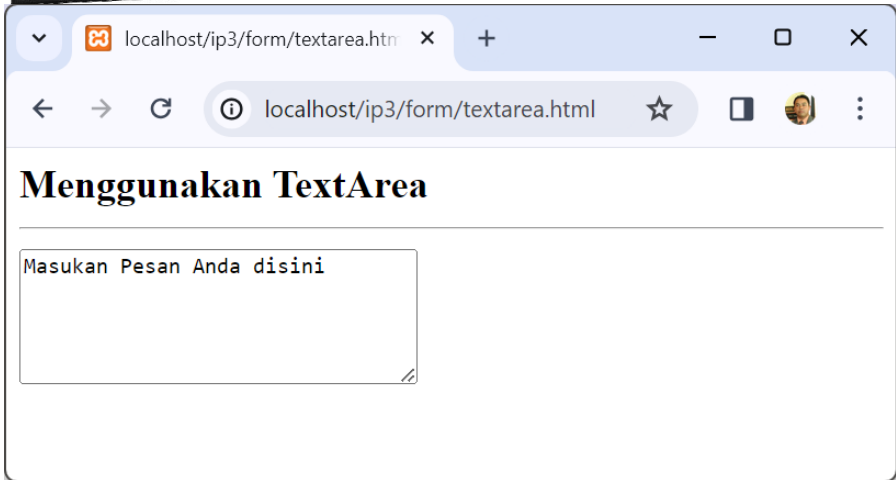 localhost/ip3/form/textarea.htm
localhost/ip3/form/textarea.html
Menggunakan TextArea
Masukan Pesan Anda disini